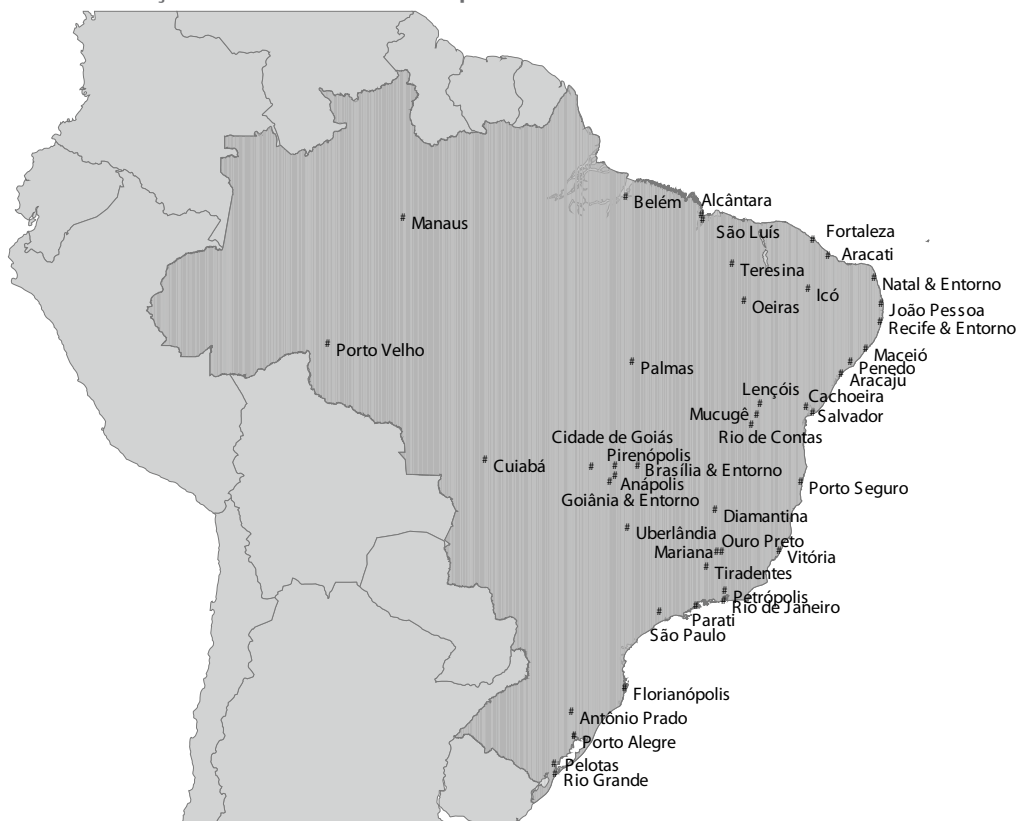 Belém
Alcântara
Manaus
São Luís
Fortaleza
Aracati
Teresina
Natal & Entorno
Icó
Oeiras
João Pessoa
Recife & Entorno
Porto Velho
Maceió
Palmas
Penedo
Aracaju
Lençóis
Cachoeira
Mucugê
Salvador
Cidade de Goiás
Rio de Contas
Pirenópolis
Cuiabá
Brasília & Entorno
Anápolis
Porto Seguro
Goiânia & Entorno
Diamantina
Uberlândia
Ouro Preto
Mariana
Vitória
Tiradentes
Petrópolis
Rio de Janeiro
Parati
São Paulo
Florianópolis
Antônio Prado
Porto Alegre
Pelotas
Rio Grande